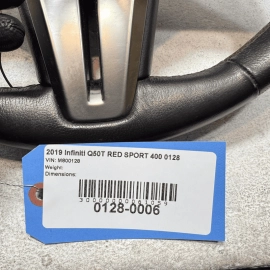 2019 Infiniti Q50T RED SPORT 400 0128
VIN: M800128
Weight:
Dimensions:
0128-0006